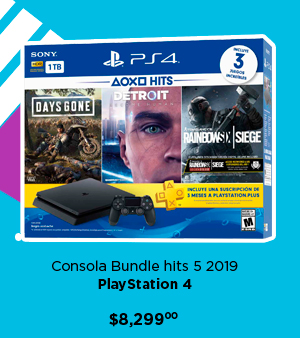 SONY
PS4
INCLUYE
3
JUEGOS
INCREÍBLES
1TB
HITS
DAYS GONE
DETROIT
RAINBOW SIX | SIEGE
INCLUYE UNA SUSCRIPCIÓN DE
3 MESES A PLAYSTATION PLUS
Consola Bundle hits 5 2019
PlayStation 4
$8,299⁰⁰